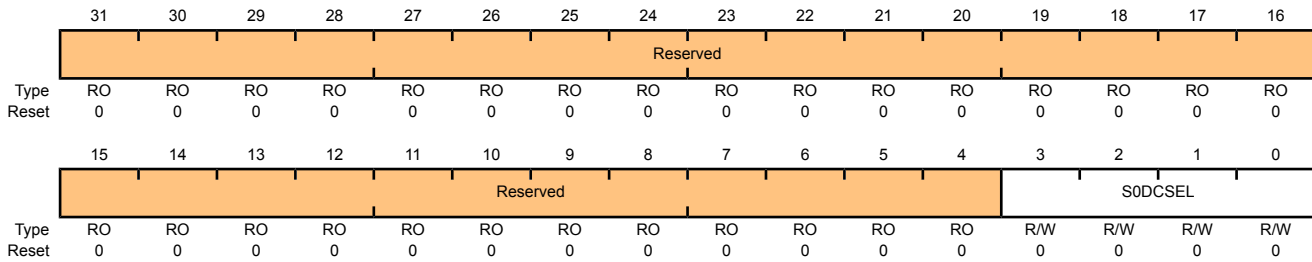 31 30 29 28 27 26 25 24 23 22 21 20 19 18 17 16
Reserved
Type RO RO RO RO RO RO RO RO RO RO RO RO RO RO RO RO
Reset 0 0 0 0 0 0 0 0 0 0 0 0 0 0 0 0
15 14 13 12 11 10 9 8 7 6 5 4 3 2 1 0
Reserved S0DCSEL
Type RO RO RO RO RO RO RO RO RO RO RO RO R/W R/W R/W R/W
Reset 0 0 0 0 0 0 0 0 0 0 0 0 0 0 0 0